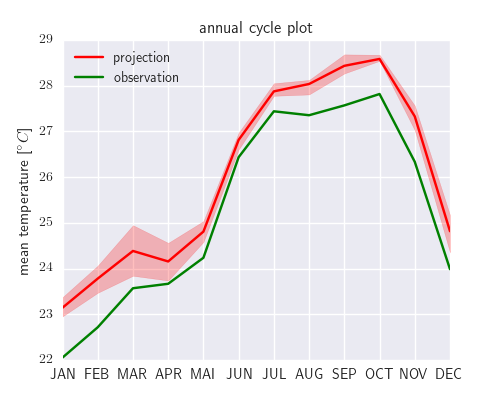 annual cycle plot
projection
observation
mean temperature [°C]
29
28
27
26
25
24
23
22
JAN FEB MAR APR MAI JUN JUL AUG SEP OCT NOV DEC